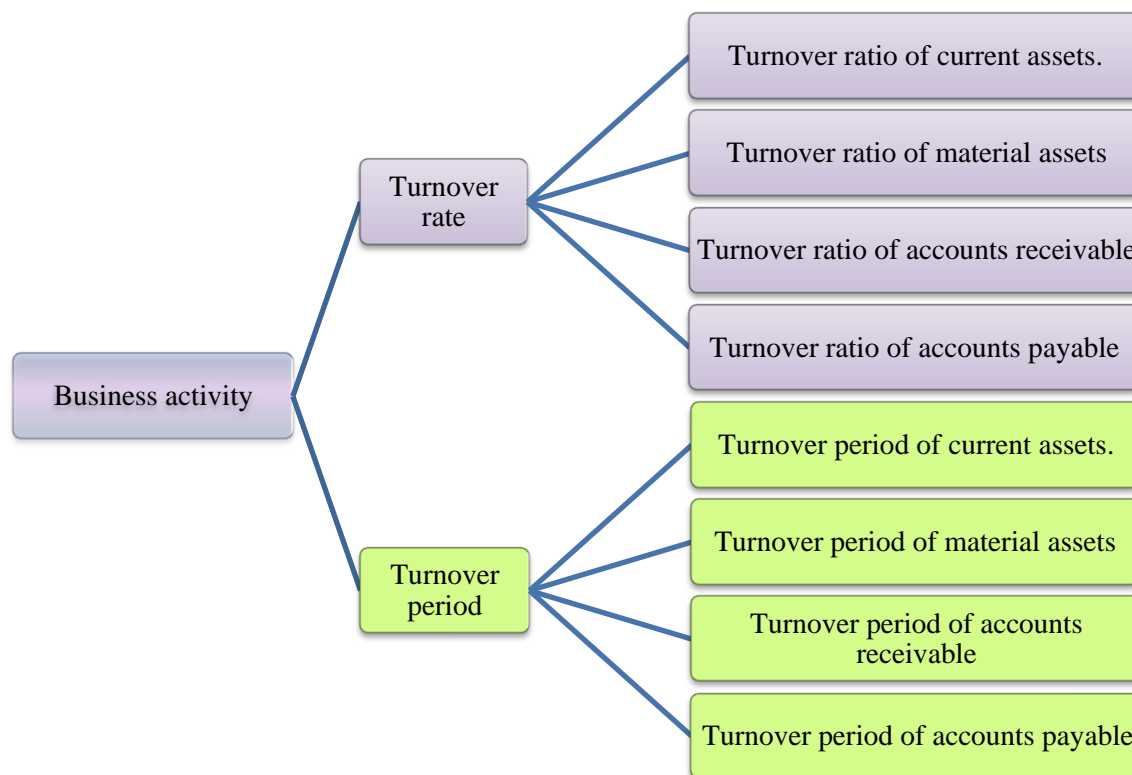 Turnover ratio of current assets.
Turnover ratio of material assets
Turnover
rate
Turnover ratio of accounts receivable
Turnover ratio of accounts payable
Business activity
Turnover period of current assets.
Turnover period of material assets
Turnover
period
Turnover period of accounts
receivable
Turnover period of accounts payable